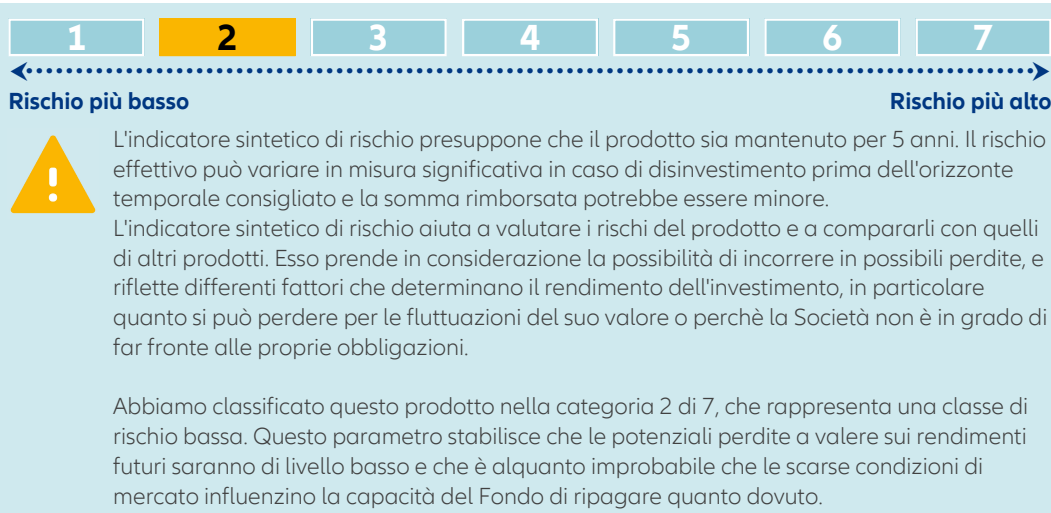 1 2 3 4 5 6 7
Rischio più basso Rischio più alto
L'indicatore sintetico di rischio presuppone che il prodotto sia mantenuto per 5 anni. Il rischio
effettivo può variare in misura significativa in caso di disinvestimento prima dell'orizzonte
temporale consigliato e la somma rimborsata potrebbe essere minore.
L'indicatore sintetico di rischio aiuta a valutare i rischi del prodotto e a compararli con quelli
di altri prodotti. Esso prende in considerazione la possibilità di incorrere in possibili perdite, e
riflette differenti fattori che determinano il rendimento dell'investimento, in particolare
quanto si può perdere per le fluttuazioni del suo valore o perchè la Società non è in grado di
far fronte alle proprie obbligazioni.
Abbiamo classificato questo prodotto nella categoria 2 di 7, che rappresenta una classe di
rischio bassa. Questo parametro stabilisce che le potenziali perdite a valere sui rendimenti
futuri saranno di livello basso e che è alquanto improbabile che le scarse condizioni di
mercato influenzino la capacità del Fondo di ripagare quanto dovuto.